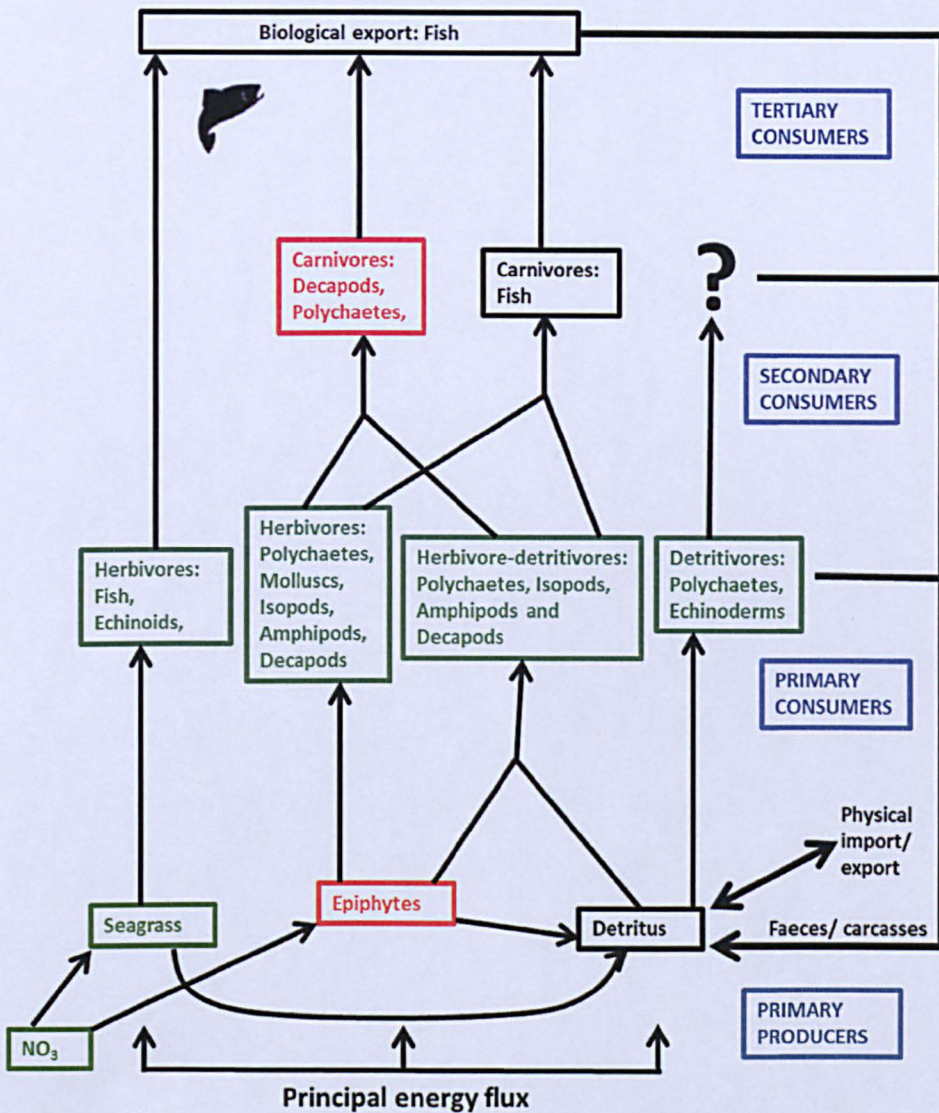 Biological export: Fish
TERTIARY
CONSUMERS
Carnivores:
Decapods,
Polychaetes,
Carnivores:
Fish
?
SECONDARY
CONSUMERS
Herbivores:
Fish,
Echinoids,
Herbivores:
Polychaetes,
Molluscs,
Isopods,
Amphipods,
Decapods
Herbivore-detritivores:
Polychaetes, Isopods,
Amphipods and
Decapods
Detritivores:
Polychaetes,
Echinoderms
PRIMARY
CONSUMERS
Physical
import/
export
Seagrass
Epiphytes
Detritus
Faeces/ carcasses
NO₃
PRIMARY
PRODUCERS
Principal energy flux